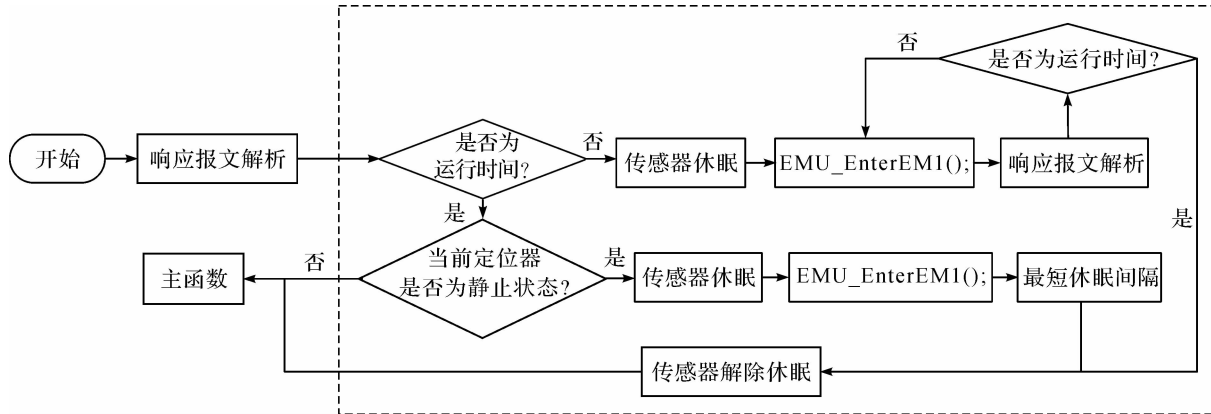 否
是否为运行时间?
开始
响应报文解析
是否为
运行时间?
否
传感器休眠
EMU_EnterEM1();
响应报文解析
是
是
主函数
否
当前定位器
是否为静止状态?
是
传感器休眠
EMU_EnterEM1();
最短休眠间隔
传感器解除休眠